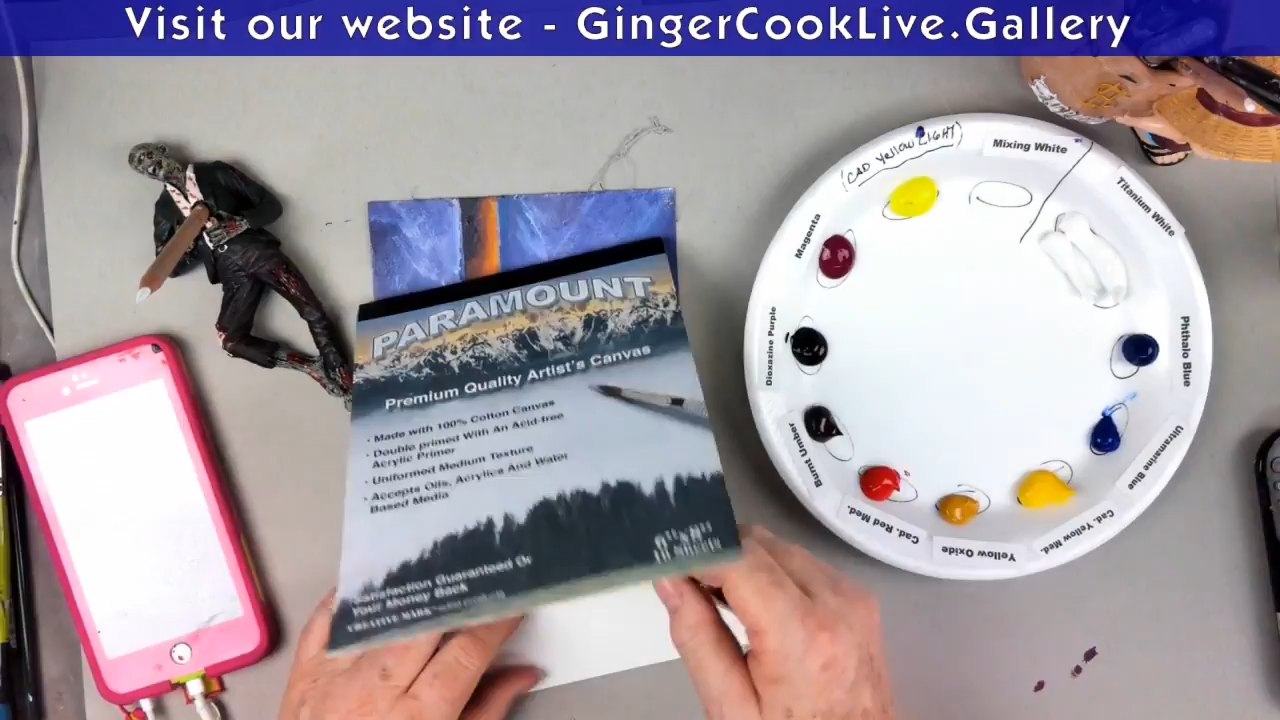 Visit our website - GingerCookLive.Gallery
(CAD Yellow LIGHT)
Mixing White
Titanium White
Magenta
Phthalo Blue
Dioxazine Purple
Ultramarine Blue
Burnt Umber
Cad. Red Med.
Yellow Oxide
Cad. Yellow Med.
PARAMOUNT
Premium Quality Artist's Canvas
· Made with 100% Cotton Canvas
· Double primed With An Acid-free
Acrylic Primer
· Uniformed Medium Texture
· Accepts Oils, Acrylics And Water
Based Media
Satisfaction Guaranteed Or
Your Money Back
CREATIVE MARK